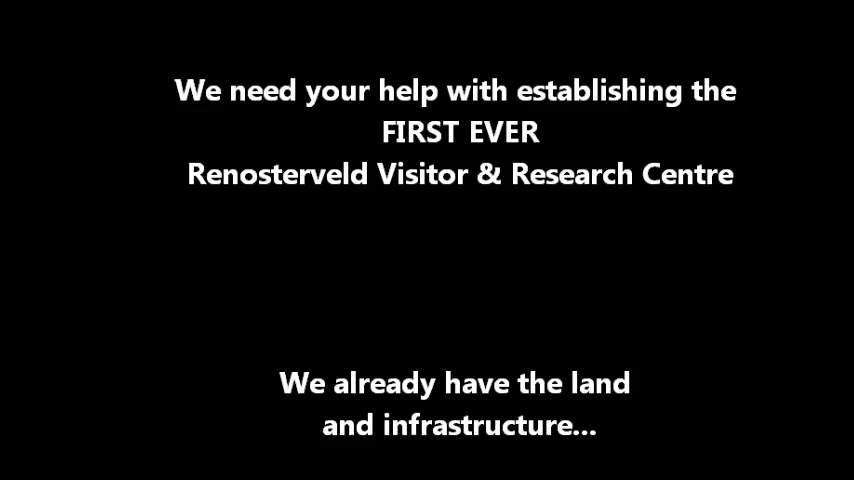 We need your help with establishing the
FIRST EVER
Renosterveld Visitor & Research Centre
We already have the land
and infrastructure...